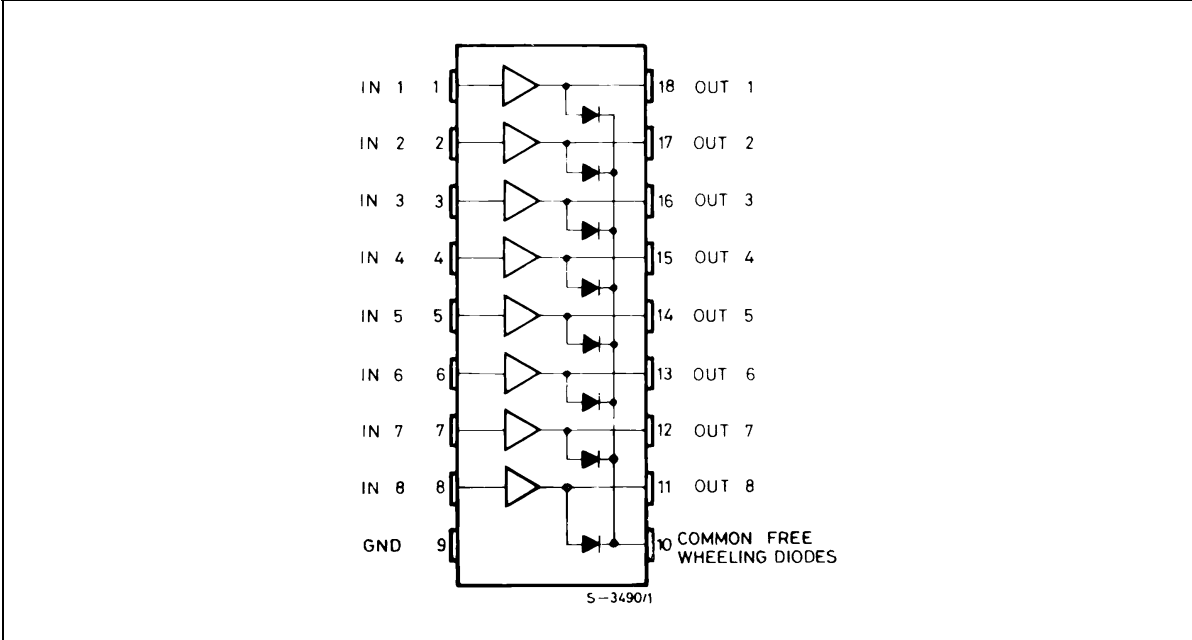 IN 1 1 18 OUT 1
IN 2 2 17 OUT 2
IN 3 3 16 OUT 3
IN 4 4 15 OUT 4
IN 5 5 14 OUT 5
IN 6 6 13 OUT 6
IN 7 7 12 OUT 7
IN 8 8 11 OUT 8
GND 9 10 COMMON FREE
WHEELING DIODES
S-3490/1